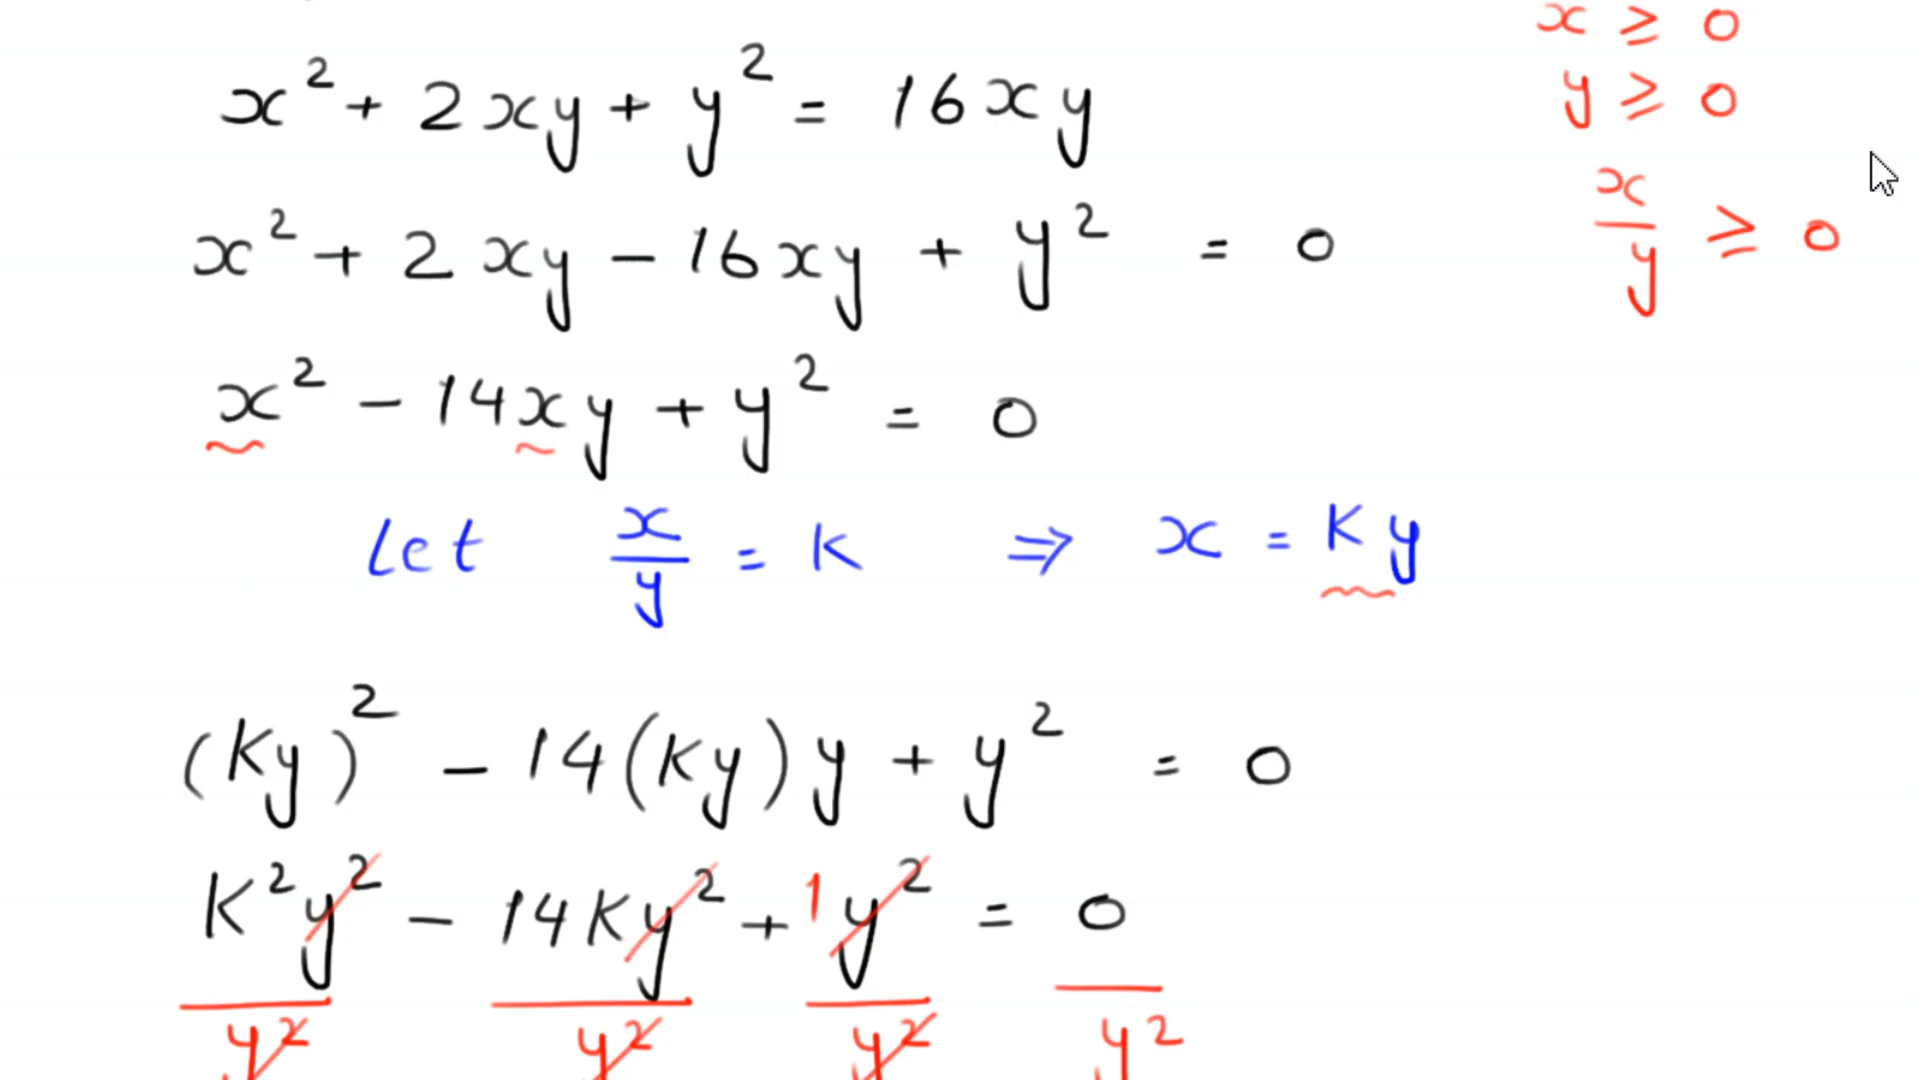 x² + 2xy + y² = 16xy
x ≥ 0
y ≥ 0
x/y ≥ 0
x² + 2xy - 16xy + y² = 0
x² - 14xy + y² = 0
Let x/y = k ⇒ x = ky
(ky)² - 14(ky)y + y² = 0
k²y²/y² - 14ky²/y² + 1y²/y² = 0/y²